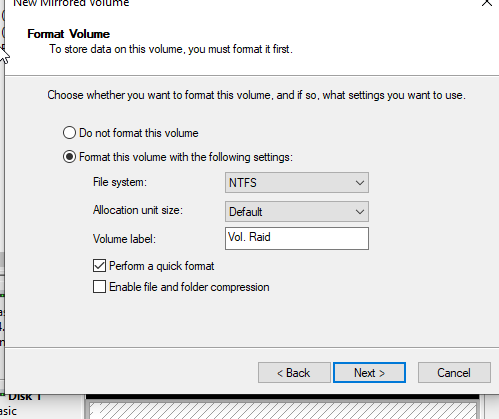 New Mirrored Volume
Format Volume
To store data on this volume, you must format it first.
Choose whether you want to format this volume, and if so, what settings you want to use.
Do not format this volume
Format this volume with the following settings:
File system:
NTFS
Allocation unit size:
Default
Volume label:
Vol. Raid
Perform a quick format
Enable file and folder compression
< Back
Next >
Cancel
Disk 1
asic